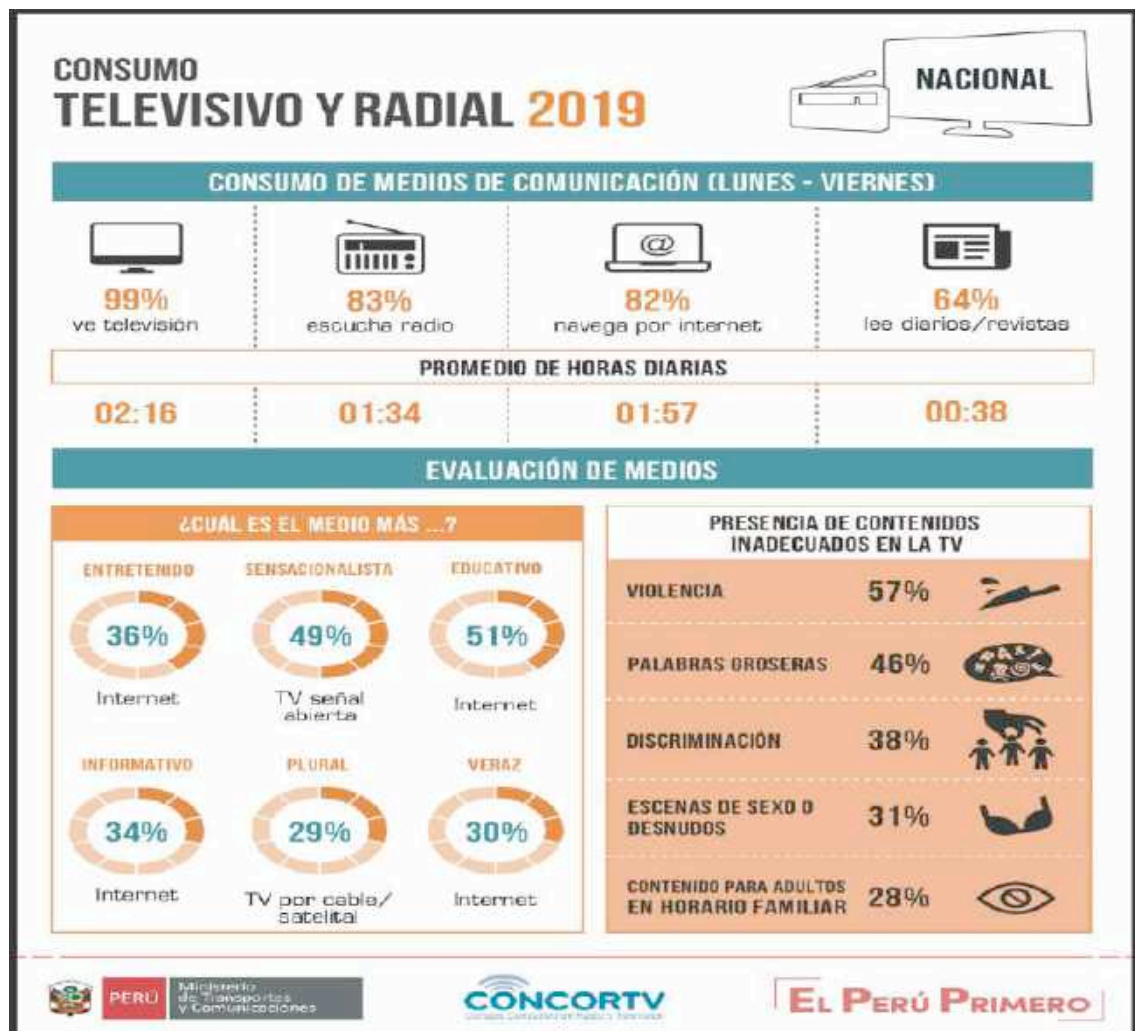 CONSUMO
TELEVISIVO Y RADIAL 2019
NACIONAL
CONSUMO DE MEDIOS DE COMUNICACIÓN (LUNES - VIERNES)
99%
ve televisión
83%
escucha radio
@
82%
navega por internet
64%
lee diarios/revistas
PROMEDIO DE HORAS DIARIAS
02:16
01:34
01:57
00:38
EVALUACIÓN DE MEDIOS
¿CUÁL ES EL MEDIO MÁS ...?
ENTRETENIDO
36%
Internet
SENSACIONALISTA
49%
TV señal
abierta
EDUCATIVO
51%
Internet
INFORMATIVO
34%
Internet
PLURAL
29%
TV por cable/
satelital
VERAZ
30%
Internet
PRESENCIA DE CONTENIDOS
INADECUADOS EN LA TV
VIOLENCIA 57%
PALABRAS GROSERAS 46%
DISCRIMINACIÓN 38%
ESCENAS DE SEXO O
DESNUDOS 31%
CONTENIDO PARA ADULTOS
EN HORARIO FAMILIAR 28%
PERÚ
Ministerio
de Transportes
y Comunicaciones
CONCORTV
EL PERÚ PRIMERO